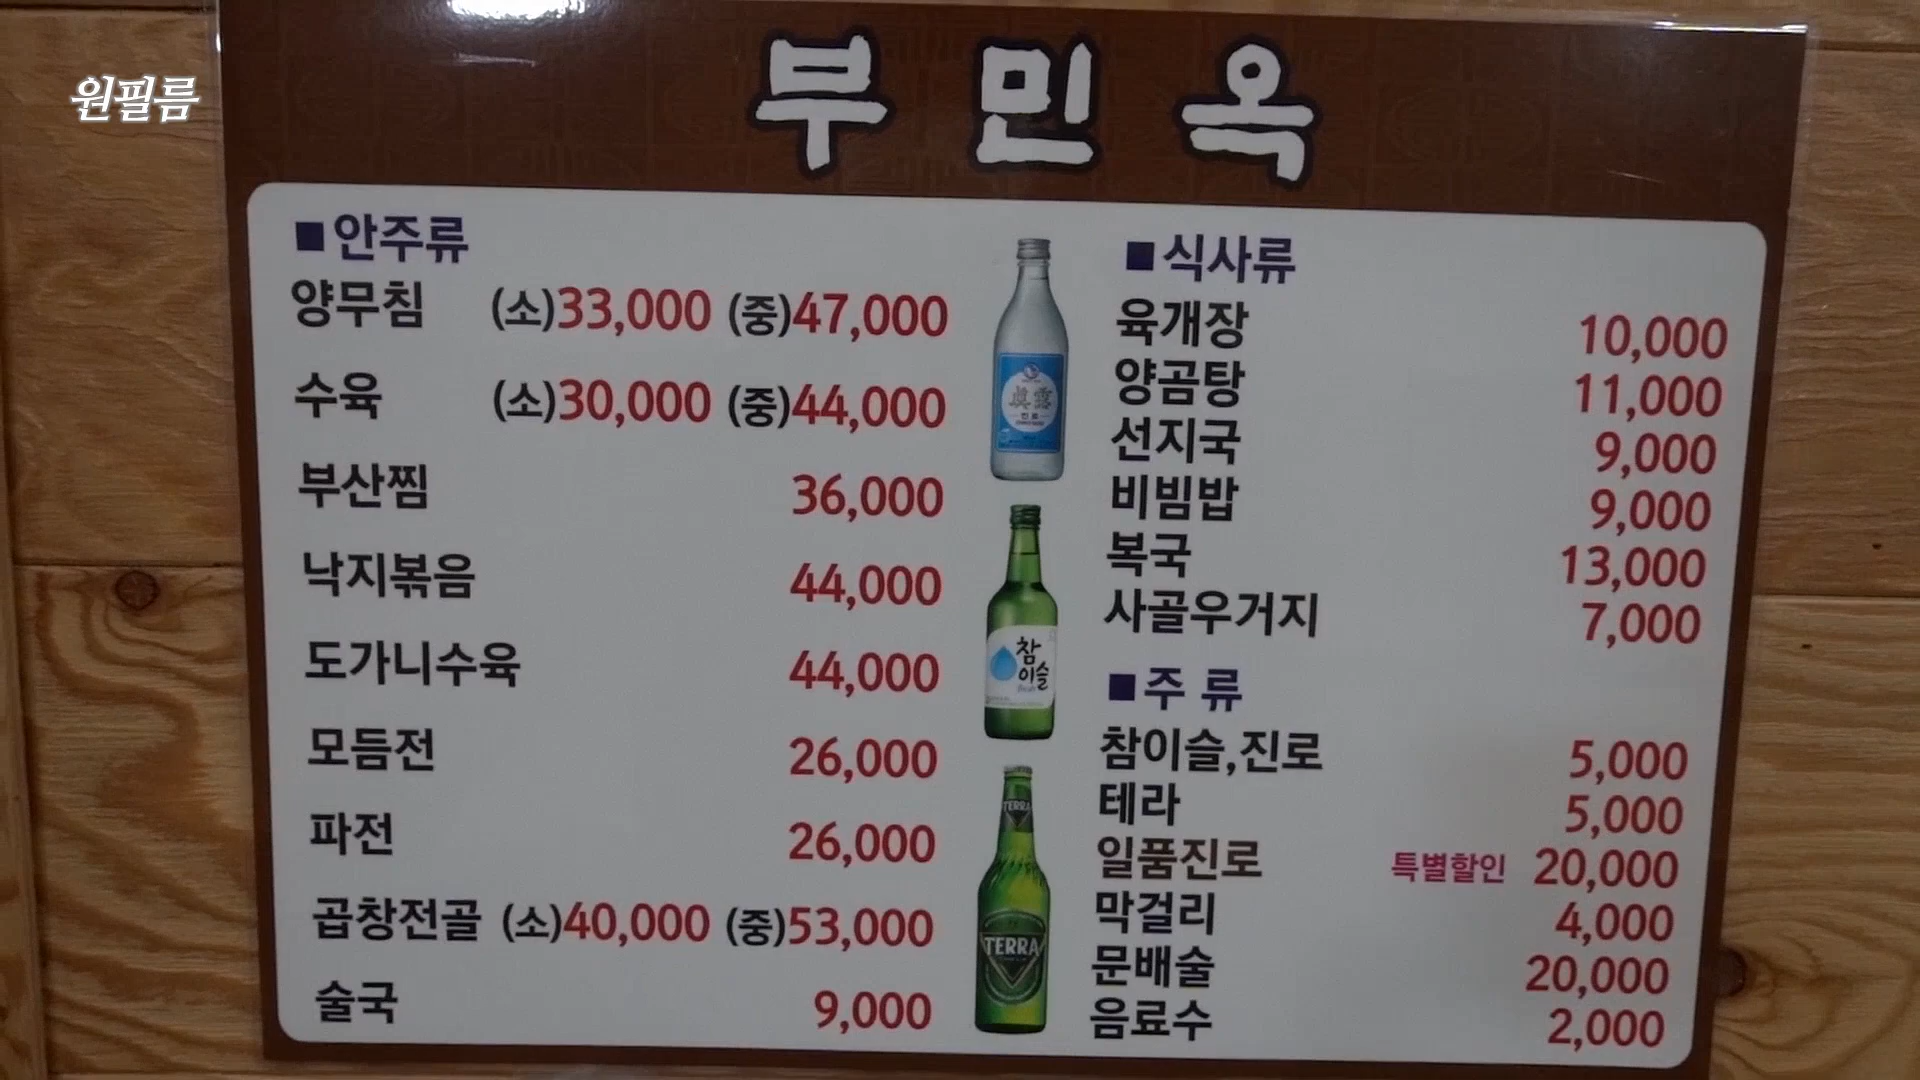 원필름
부민옥
■안주류
양무침 (소)33,000 (중)47,000
수육 (소)30,000 (중)44,000
부산찜 36,000
낙지볶음 44,000
도가니수육 44,000
모듬전 26,000
파전 26,000
곱창전골 (소)40,000 (중)53,000
술국 9,000
眞露
진로
참
이슬
fresh
TERRA
TERRA
■식사류
육개장 10,000
양곰탕 11,000
선지국 9,000
비빔밥 9,000
복국 13,000
사골우거지 7,000
■주 류
참이슬,진로 5,000
테라 5,000
일품진로 특별할인 20,000
막걸리 4,000
문배술 20,000
음료수 2,000